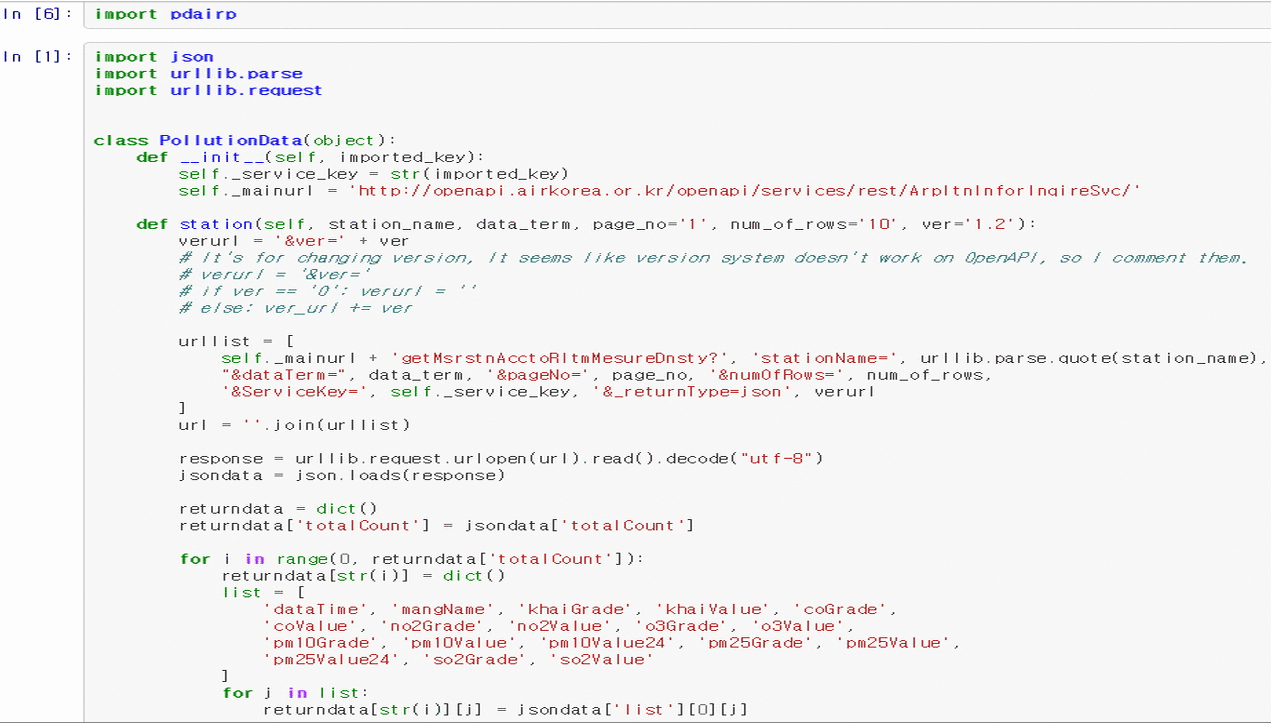 In [6]: import pdairp
In [1]: import json
import urllib.parse
import urllib.request
class PollutionData(object):
    def __init__(self, imported_key):
        self._service_key = str(imported_key)
        self._mainurl = 'http://openapi.airkorea.or.kr/openapi/services/rest/ArpltnInforInqireSvc/'
    def station(self, station_name, data_term, page_no='1', num_of_rows='10', ver='1.2'):
        verurl = '&ver=' + ver
        # It's for changing version, It seems like version system doesn't work on OpenAPI, so I comment them.
        # verurl = '&ver='
        # if ver == '0': verurl = ''
        # else: ver_url += ver
        urllist = [
            self._mainurl + 'getMsrstnAcctoRltmMesureDnsty?', 'stationName=', urllib.parse.quote(station_name),
            "&dataTerm=", data_term, '&pageNo=', page_no, '&numOfRows=', num_of_rows,
            '&ServiceKey=', self._service_key, '&_returnType=json', verurl
        ]
        url = ''.join(urllist)
        response = urllib.request.urlopen(url).read().decode("utf-8")
        jsondata = json.loads(response)
        returndata = dict()
        returndata['totalCount'] = jsondata['totalCount']
        for i in range(0, returndata['totalCount']):
            returndata[str(i)] = dict()
            list = [
                'dataTime', 'mangName', 'khaiGrade', 'khaiValue', 'coGrade',
                'coValue', 'no2Grade', 'no2Value', 'o3Grade', 'o3Value',
                'pm10Grade', 'pm10Value', 'pm10Value24', 'pm25Grade', 'pm25Value',
                'pm25Value24', 'so2Grade', 'so2Value'
            ]
            for j in list:
                returndata[str(i)][j] = jsondata['list'][0][j]